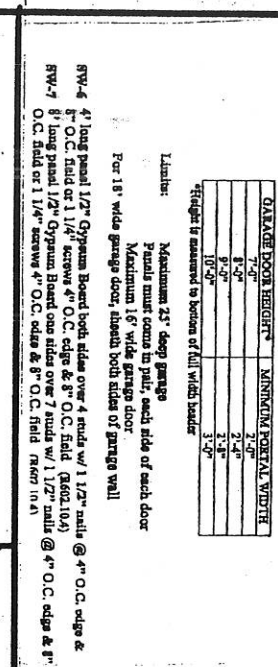 GARAGE DOOR HEIGHT* MINIMUM PORTAL WIDTH
7'-0" 2'-0"
8'-0" 2'-4"
9'-0" 2'-8"
10'-0" 3'-0"
*Height is measured to bottom of full width header
Limits: Maximum 25' deep garage
Panels must come in pair, each side of each door
Maximum 16' wide garage door
For 18' wide garage door, sheath both sides of garage wall
SW-6 4' long panel 1/2" Gypsum Board both sides over 4 studs w/ 1 1/2" nails @ 4" O.C. edge &
8" O.C. field or 1 1/4" screws 4" O.C. edge & 8" O.C. field (R602.10.4)
SW-7 8' long panel 1/2" Gypsum Board one sides over 7 studs w/ 1 1/2" nails @ 4" O.C. edge & 8"
O.C. field or 1 1/4" screws 4" O.C. edge & 8" O.C. field (R602.10.4)